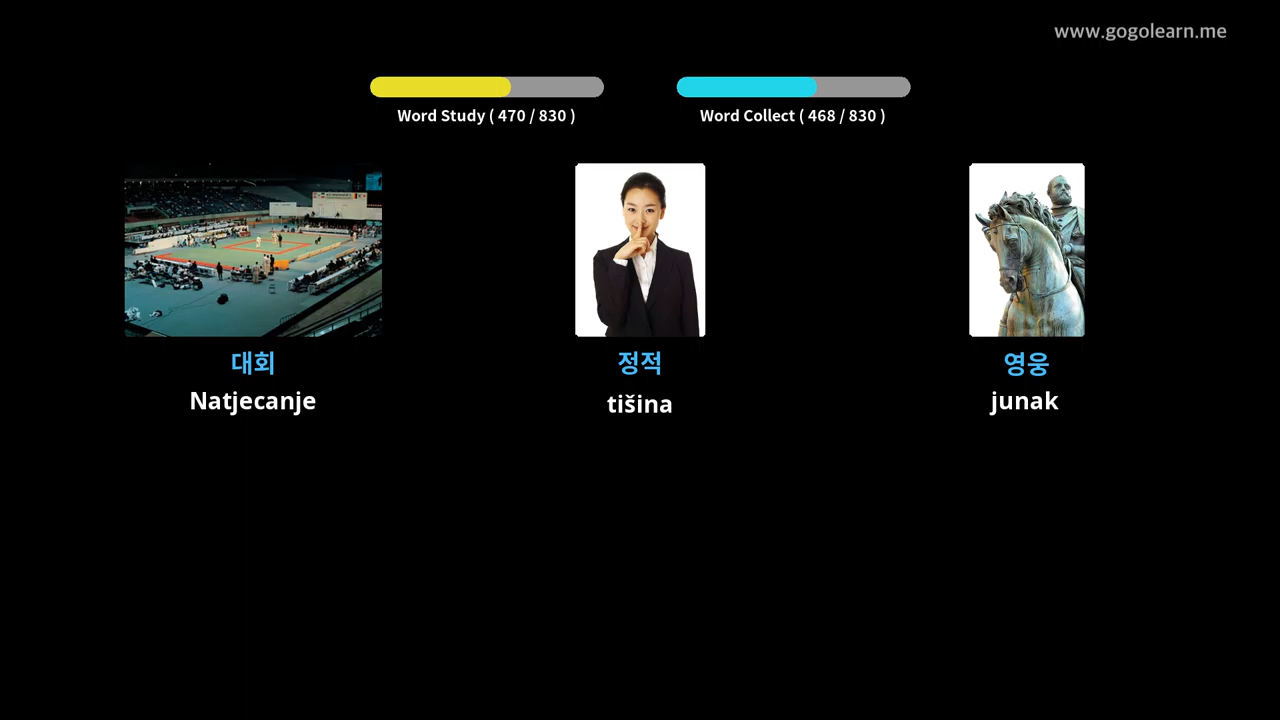 www.gogolearn.me
Word Study ( 470 / 830 )
Word Collect ( 468 / 830 )
대회
정적
영웅
Natjecanje
tišina
junak